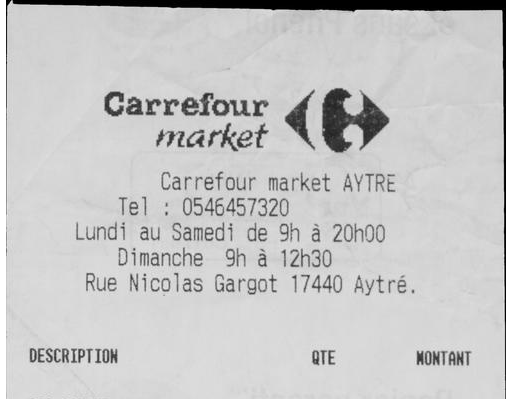 Carrefour
market
Carrefour market AYTRE
Tel : 0546457320
Lundi au Samedi de 9h à 20h00
Dimanche 9h à 12h30
Rue Nicolas Gargot 17440 Aytré.
DESCRIPTION QTE MONTANT